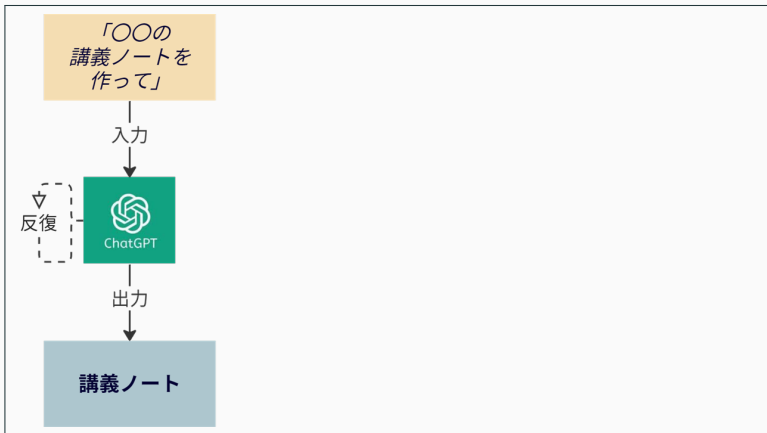 「〇〇の
講義ノートを
作って」
入力
反復
ChatGPT
出力
講義ノート